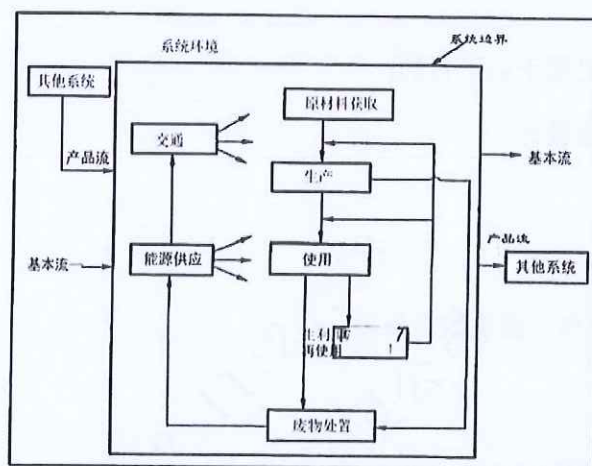 系统环境
系统边界
其他系统
原材料获取
交通
产品流
基本流
生产
产品流
基本流
能源供应
使用
其他系统
再使用
废物处置